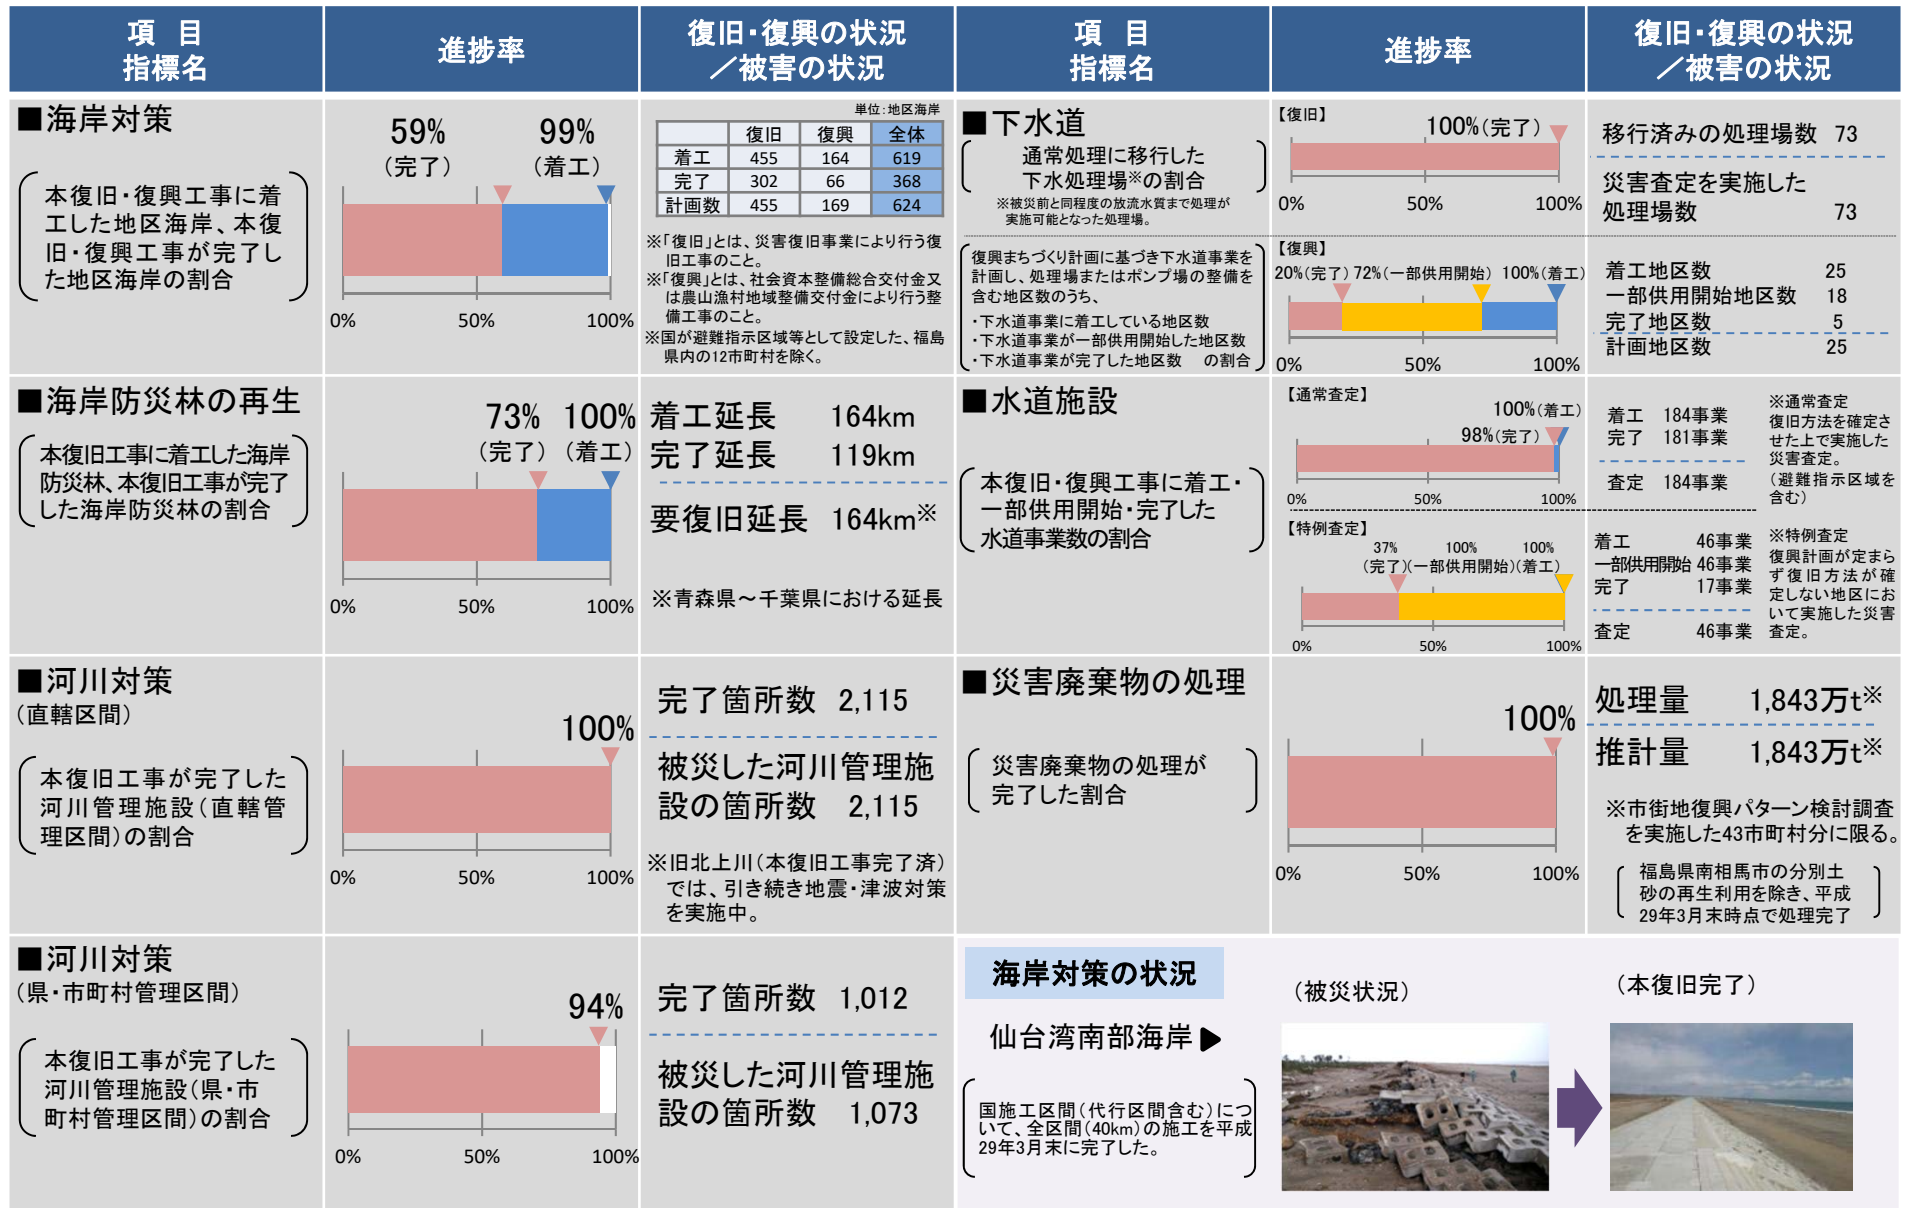 項　目
指標名
進捗率
復旧・復興の状況
／被害の状況
項　目
指標名
進捗率
復旧・復興の状況
／被害の状況
■海岸対策
本復旧・復興工事に着
工した地区海岸、本復
旧・復興工事が完了し
た地区海岸の割合
59%
（完了）
99%
（着工）
0%
50%
100%
単位：地区海岸
復旧 復興 全体
着工 455 164 619
完了 302 66 368
計画数 455 169 624
※「復旧」とは、災害復旧事業により行う復
旧工事のこと。
※「復興」とは、社会資本整備総合交付金又
は農山漁村地域整備交付金により行う整
備工事のこと。
※国が避難指示区域等として設定した、福島
県内の12市町村を除く。
■海岸防災林の再生
本復旧工事に着工した海岸
防災林、本復旧工事が完了
した海岸防災林の割合
73%
（完了）
100%
（着工）
0%
50%
100%
着工延長　164km
完了延長　119km
要復旧延長　164km※
※青森県～千葉県における延長
■河川対策
（直轄区間）
本復旧工事が完了した
河川管理施設（直轄管
理区間）の割合
100%
0%
50%
100%
完了箇所数　2,115
被災した河川管理施
設の箇所数　2,115
※旧北上川（本復旧工事完了済）
では、引き続き地震・津波対策
を実施中。
■河川対策
（県・市町村管理区間）
本復旧工事が完了した
河川管理施設（県・市
町村管理区間）の割合
94%
0%
50%
100%
完了箇所数　1,012
被災した河川管理施
設の箇所数　1,073
■下水道
通常処理に移行した
下水処理場※の割合
※被災前と同程度の放流水質まで処理が
実施可能となった処理場。
【復旧】
100%（完了）
0%
50%
100%
移行済みの処理場数　73
災害査定を実施した
処理場数　73
復興まちづくり計画に基づき下水道事業を
計画し、処理場またはポンプ場の整備を
含む地区数のうち、
・下水道事業に着工している地区数
・下水道事業が一部供用開始した地区数
・下水道事業が完了した地区数　の割合
【復興】
20%（完了） 72%（一部供用開始） 100%（着工）
0%
50%
100%
着工地区数　25
一部供用開始地区数　18
完了地区数　5
計画地区数　25
■水道施設
本復旧・復興工事に着工・
一部供用開始・完了した
水道事業数の割合
【通常査定】
100%（着工）
98%（完了）
0%
50%
100%
着工　184事業
完了　181事業
査定　184事業
※通常査定
復旧方法を確定さ
せた上で実施した
災害査定。
（避難指示区域を
含む）
【特例査定】
37%　100%　100%
（完了）（一部供用開始）（着工）
0%
50%
100%
着工　46事業
一部供用開始　46事業
完了　17事業
査定　46事業
※特例査定
復興計画が定まら
ず復旧方法が確
定しない地区にお
いて実施した災害
査定。
■災害廃棄物の処理
災害廃棄物の処理が
完了した割合
100%
0%
50%
100%
処理量　1,843万t※
推計量　1,843万t※
※市街地復興パターン検討調査
を実施した43市町村分に限る。
福島県南相馬市の分別土
砂の再生利用を除き、平成
29年3月末時点で処理完了
海岸対策の状況
仙台湾南部海岸▶
国施工区間（代行区間含む）につ
いて、全区間（40km）の施工を平成
29年3月末に完了した。
（被災状況）
（本復旧完了）